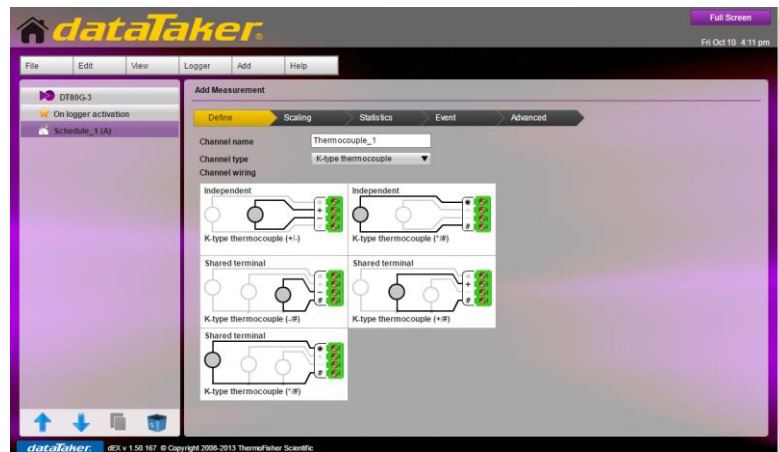 dataTaker®
Full Screen
Fri Oct 10 4:11 pm
File Edit View Logger Add Help
DT80G-3
On logger activation
Schedule_1 (A)
Add Measurement
Define Scaling Statistics Event Advanced
Channel name Thermocouple_1
Channel type K-type thermocouple
Channel wiring
Independent
* + - #
K-type thermocouple (+/-)
Independent
* + - #
K-type thermocouple (*/#)
Shared terminal
* + - #
K-type thermocouple (-/#)
Shared terminal
* + - #
K-type thermocouple (+/#)
Shared terminal
* + - #
K-type thermocouple (*/#)
dataTaker. dEX v 1.50.167 © Copyright 2008-2013 ThermoFisher Scientific